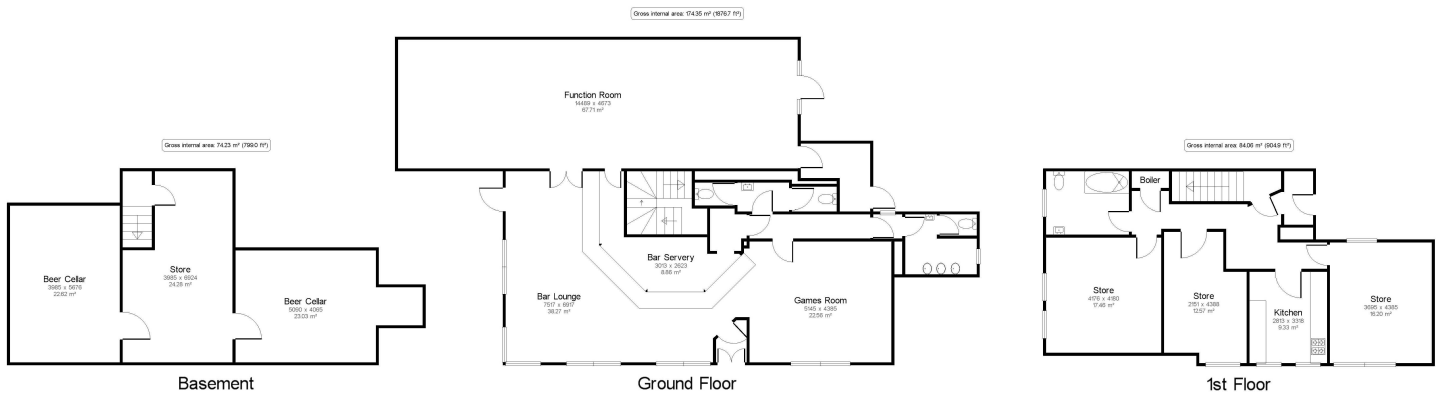 Gross internal area: 74.23 m² (799.0 ft²)
Beer Cellar
3985 x 5676
22.62 m²
Store
3985 x 6924
24.28 m²
Beer Cellar
5060 x 4065
23.03 m²
Basement
Gross internal area: 174.35 m² (1876.7 ft²)
Function Room
14489 x 4673
67.71 m²
Bar Servery
3013 x 2623
8.86 m²
Bar Lounge
7517 x 6917
38.27 m²
Games Room
5145 x 4385
22.56 m²
Ground Floor
Gross internal area: 84.06 m² (904.9 ft²)
Boiler
Store
4176 x 4180
17.46 m²
Store
2151 x 4388
12.57 m²
Kitchen
2813 x 3318
9.33 m²
Store
3695 x 4385
16.20 m²
1st Floor